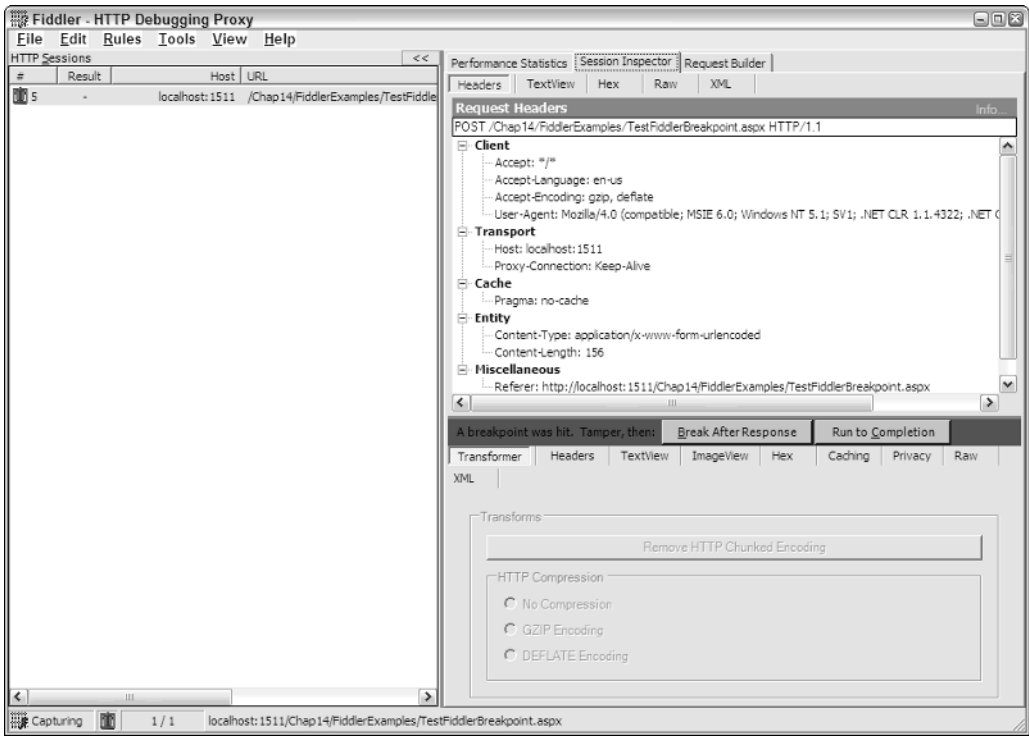 Fiddler - HTTP Debugging Proxy
File Edit Rules Tools View Help
HTTP Sessions <<
# Result Host URL
5 - localhost:1511 /Chap14/FiddlerExamples/TestFiddle
Performance Statistics Session Inspector Request Builder
Headers TextView Hex Raw XML
Request Headers Info...
POST /Chap14/FiddlerExamples/TestFiddlerBreakpoint.aspx HTTP/1.1
Client
Accept: */*
Accept-Language: en-us
Accept-Encoding: gzip, deflate
User-Agent: Mozilla/4.0 (compatible; MSIE 6.0; Windows NT 5.1; SV1; .NET CLR 1.1.4322; .NET C
Transport
Host: localhost:1511
Proxy-Connection: Keep-Alive
Cache
Pragma: no-cache
Entity
Content-Type: application/x-www-form-urlencoded
Content-Length: 156
Miscellaneous
Referer: http://localhost:1511/Chap14/FiddlerExamples/TestFiddlerBreakpoint.aspx
A breakpoint was hit. Tamper, then: Break After Response Run to Completion
Transformer Headers TextView ImageView Hex Caching Privacy Raw
XML
Transforms
Remove HTTP Chunked Encoding
HTTP Compression
No Compression
GZIP Encoding
DEFLATE Encoding
Capturing 1 / 1 localhost:1511/Chap14/FiddlerExamples/TestFiddlerBreakpoint.aspx